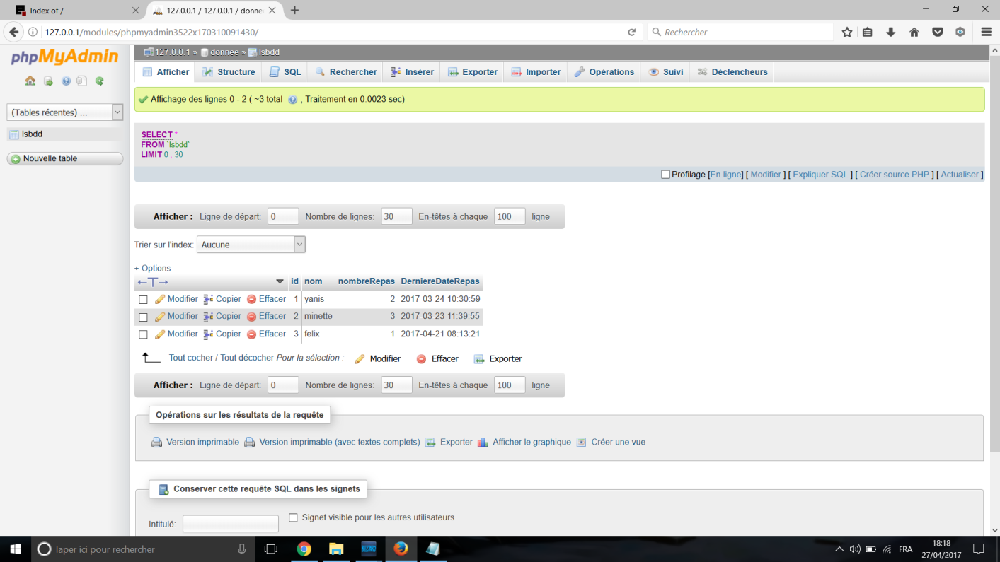 Index of /
127.0.0.1 / 127.0.0.1 / donne
127.0.0.1/modules/phpmyadmin3522x170310091430/
Rechercher
phpMyAdmin
(Tables récentes) ...
lsbdd
Nouvelle table
127.0.0.1 » donnee » lsbdd
Afficher Structure SQL Rechercher Insérer Exporter Importer Opérations Suivi Déclencheurs
Affichage des lignes 0 - 2 ( ~3 total , Traitement en 0.0023 sec)
SELECT *
FROM `lsbdd`
LIMIT 0 , 30
Profilage [En ligne] [ Modifier ] [ Expliquer SQL ] [ Créer source PHP ] [ Actualiser ]
Afficher : Ligne de départ: 0 Nombre de lignes: 30 En-têtes à chaque 100 ligne
Trier sur l'index: Aucune
+ Options
←T→ id nom nombreRepas DerniereDateRepas
Modifier Copier Effacer 1 yanis 2 2017-03-24 10:30:59
Modifier Copier Effacer 2 minette 3 2017-03-23 11:39:55
Modifier Copier Effacer 3 felix 1 2017-04-21 08:13:21
Tout cocher / Tout décocher Pour la sélection : Modifier Effacer Exporter
Afficher : Ligne de départ: 0 Nombre de lignes: 30 En-têtes à chaque 100 ligne
Opérations sur les résultats de la requête
Version imprimable Version imprimable (avec textes complets) Exporter Afficher le graphique Créer une vue
Conserver cette requête SQL dans les signets
Intitulé: Signet visible pour les autres utilisateurs
Taper ici pour rechercher
FRA
18:18
27/04/2017